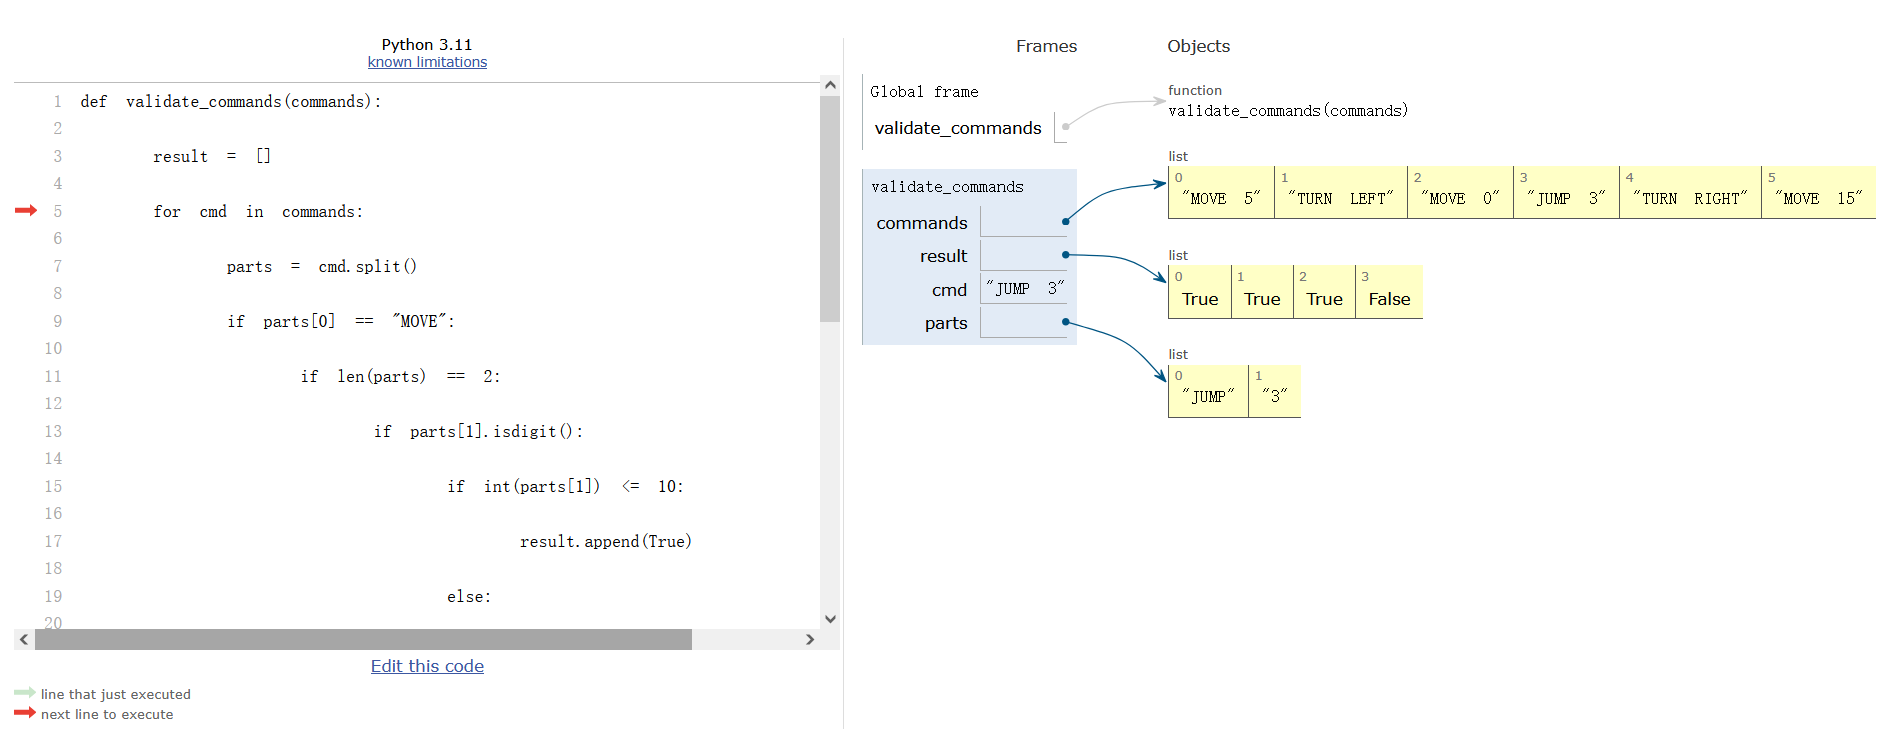 Python 3.11
known limitations
1 def validate_commands(commands):
2
3 result = []
4
5 for cmd in commands:
6
7 parts = cmd.split()
8
9 if parts[0] == "MOVE":
10
11 if len(parts) == 2:
12
13 if parts[1].isdigit():
14
15 if int(parts[1]) <= 10:
16
17 result.append(True)
18
19 else:
20
Edit this code
line that just executed
next line to execute
Frames
Objects
Global frame
validate_commands
function
validate_commands(commands)
validate_commands
commands
result
cmd "JUMP 3"
parts
list
0 1 2 3 4 5
"MOVE 5" "TURN LEFT" "MOVE 0" "JUMP 3" "TURN RIGHT" "MOVE 15"
list
0 1 2 3
True True True False
list
0 1
"JUMP" "3"